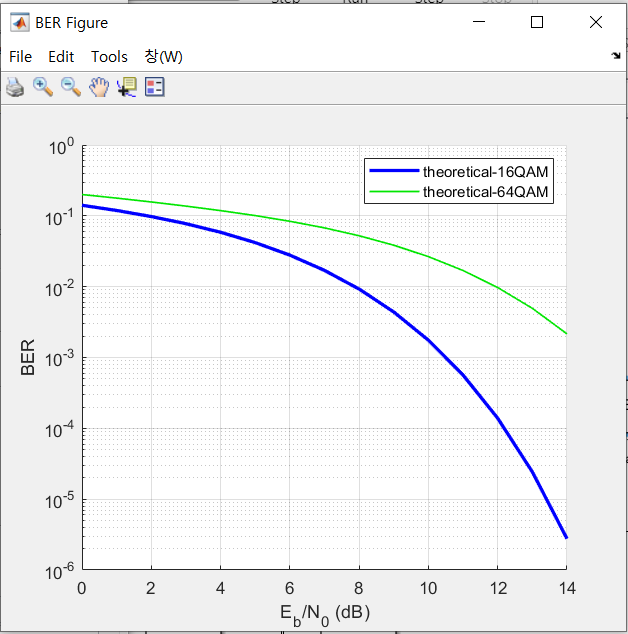 BER Figure
File Edit Tools 창(W)
10^0
10^-1
10^-2
10^-3
10^-4
10^-5
10^-6
BER
theoretical-16QAM
theoretical-64QAM
0 2 4 6 8 10 12 14
E_b/N_0 (dB)